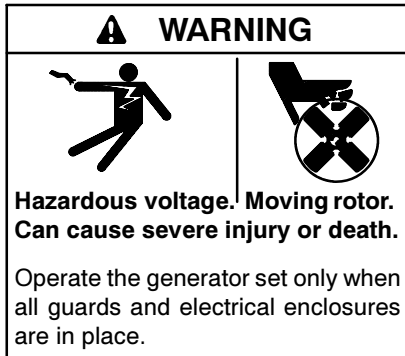 WARNING
Hazardous voltage. Moving rotor.
Can cause severe injury or death.
Operate the generator set only when
all guards and electrical enclosures
are in place.